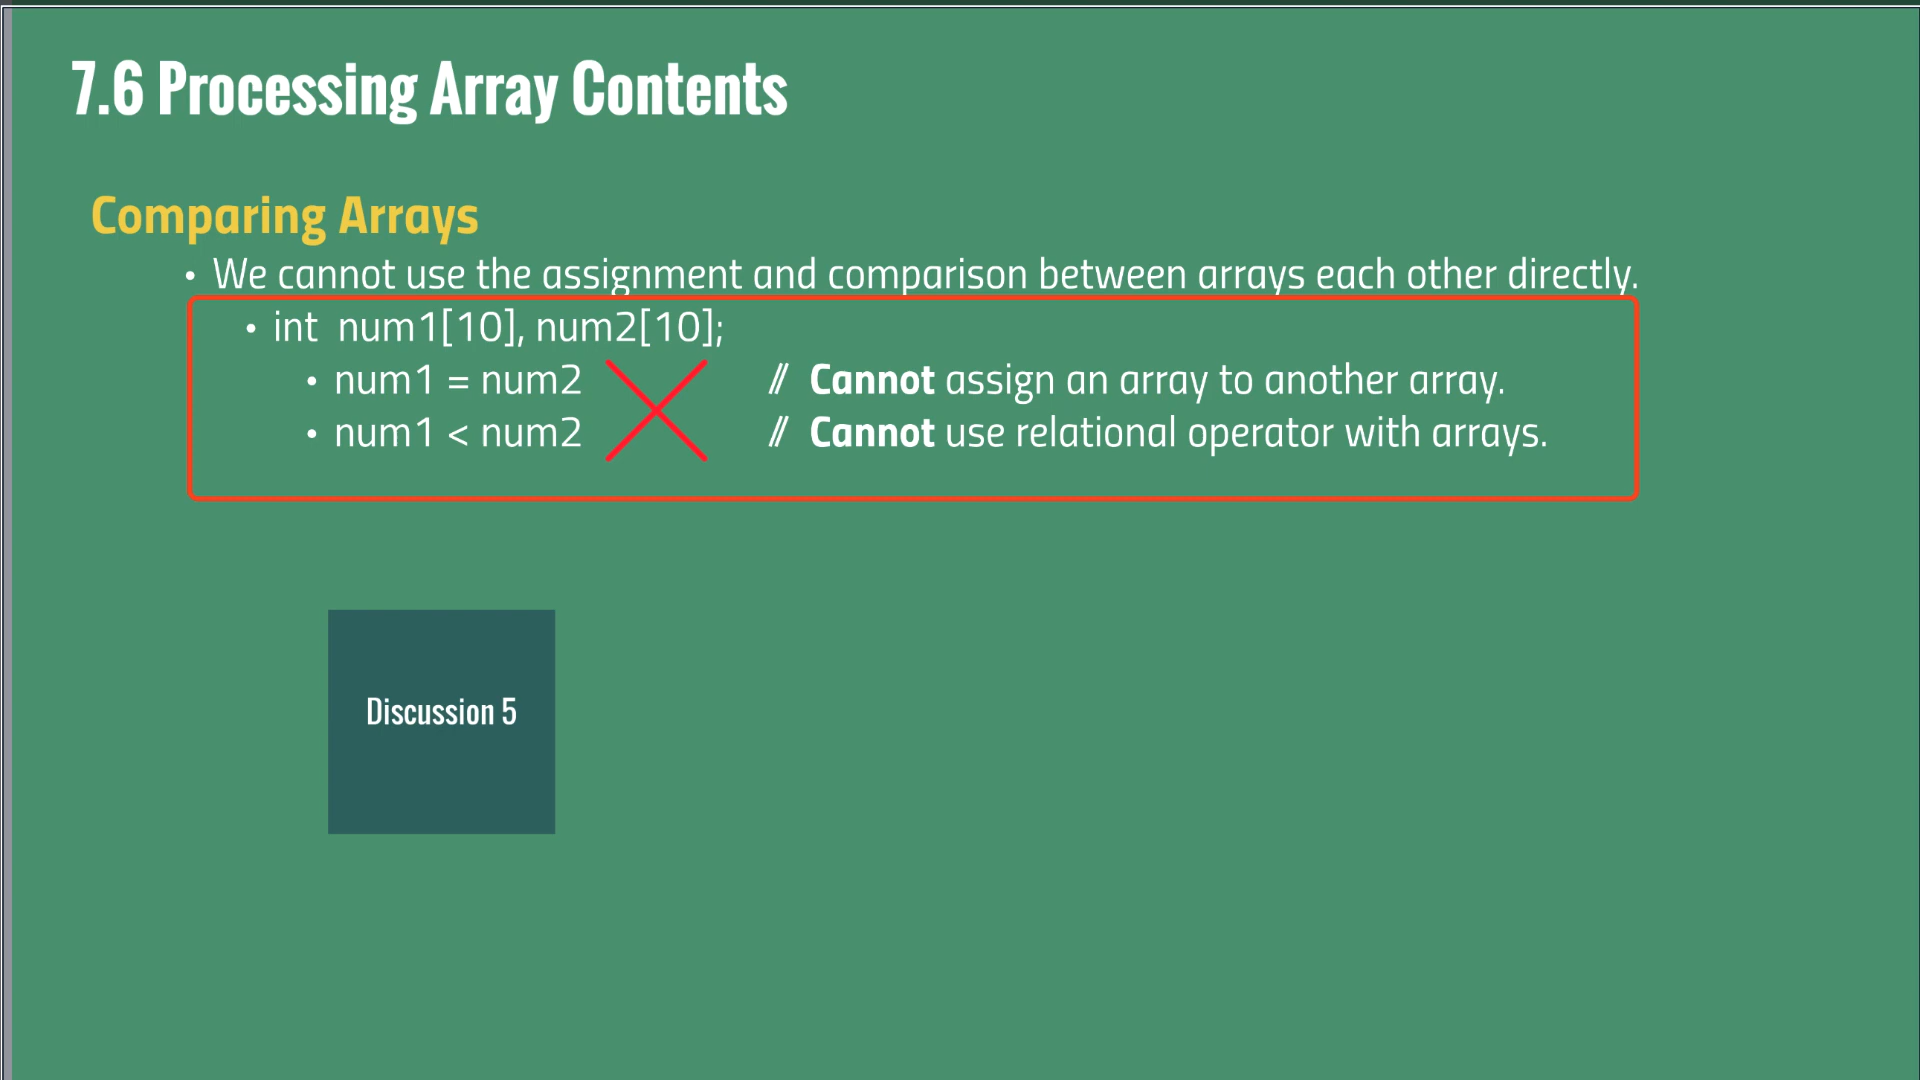 7.6 Processing Array Contents
Comparing Arrays
• We cannot use the assignment and comparison between arrays each other directly.
• int num1[10], num2[10];
• num1 = num2 // Cannot assign an array to another array.
• num1 < num2 // Cannot use relational operator with arrays.
Discussion 5